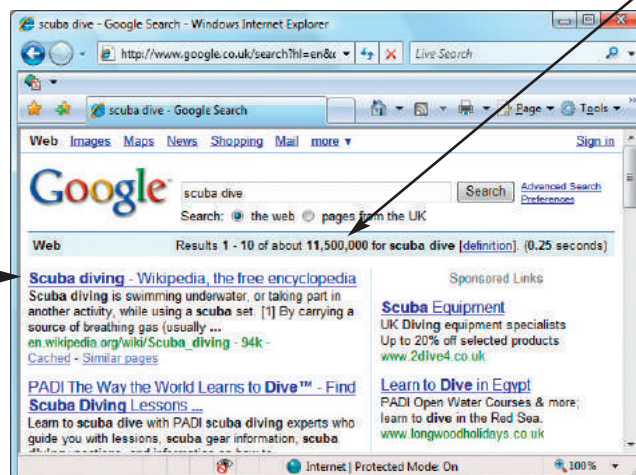 scuba dive - Google Search - Windows Internet Explorer
http://www.google.co.uk/search?hl=en&
Live Search
scuba dive - Google Search
Page
Tools
Web Images Maps News Shopping Mail more ▼
Sign in
Google
scuba dive
Search
Advanced Search
Preferences
Search: the web pages from the UK
Web
Results 1 - 10 of about 11,500,000 for scuba dive [definition]. (0.25 seconds)
Scuba diving - Wikipedia, the free encyclopedia
Scuba diving is swimming underwater, or taking part in
another activity, while using a scuba set. [1] By carrying a
source of breathing gas (usually ...
en.wikipedia.org/wiki/Scuba_diving - 94k -
Cached - Similar pages
PADI The Way the World Learns to Dive™ - Find
Scuba Diving Lessons ...
Learn to scuba dive with PADI scuba diving experts who
guide you with lessions, scuba gear information, scuba
Sponsored Links
Scuba Equipment
UK Diving equipment specialists
Up to 20% off selected products
www.2dive4.co.uk
Learn to Dive in Egypt
PADI Open Water Courses & more;
learn to dive in the Red Sea.
www.longwoodholidays.co.uk
Internet | Protected Mode: On
100%